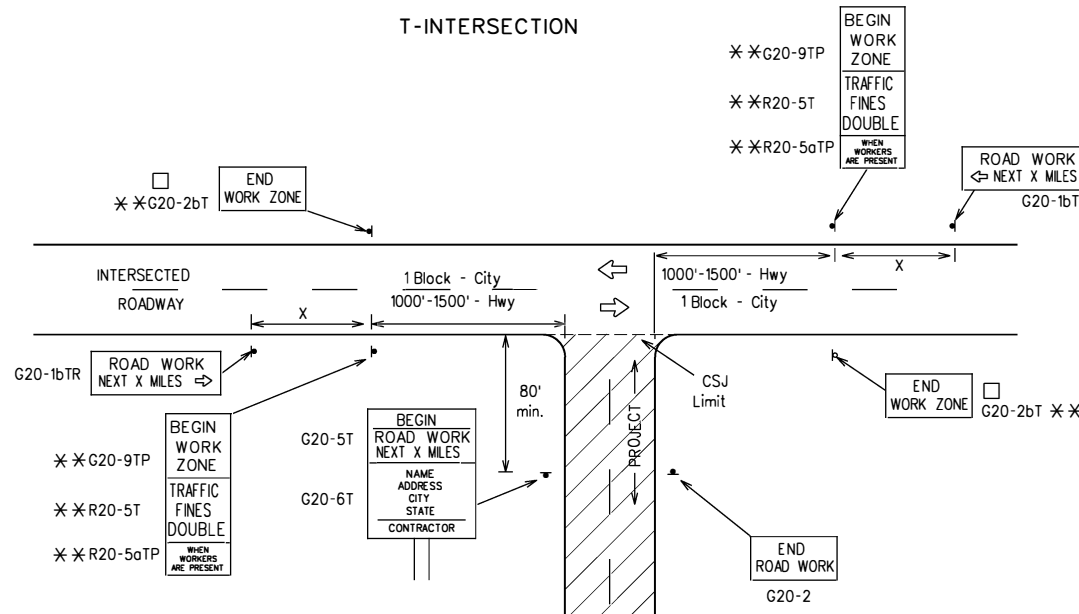 T-INTERSECTION
BEGIN
WORK
ZONE
TRAFFIC
FINES
DOUBLE
WHEN
WORKERS
ARE PRESENT
* *G20-9TP
* *R20-5T
* *R20-5aTP
ROAD WORK
⇦ NEXT X MILES
G20-1bT
□
* *G20-2bT
END
WORK ZONE
INTERSECTED
ROADWAY
1 Block - City
1000'-1500' - Hwy
1000'-1500' - Hwy
1 Block - City
X
X
G20-1bTR
ROAD WORK
NEXT X MILES ⇨
80'
min.
CSJ
Limit
PROJECT
END
WORK ZONE
□
G20-2bT * *
BEGIN
WORK
ZONE
TRAFFIC
FINES
DOUBLE
WHEN
WORKERS
ARE PRESENT
* *G20-9TP
* *R20-5T
* *R20-5aTP
G20-5T
G20-6T
BEGIN
ROAD WORK
NEXT X MILES
NAME
ADDRESS
CITY
STATE
CONTRACTOR
END
ROAD WORK
G20-2